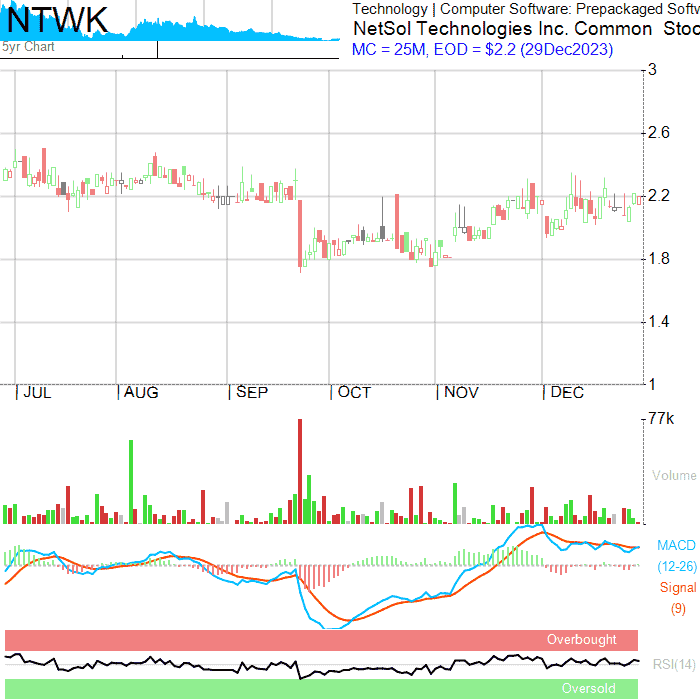 NTWK
5yr Chart
Technology | Computer Software: Prepackaged Softw
NetSol Technologies Inc. Common Stoc
MC = 25M, EOD = $2.2 (29Dec2023)
3
2.6
2.2
1.8
1.4
1
JUL AUG SEP OCT NOV DEC
77k
Volume
MACD
(12-26)
Signal
(9)
Overbought
RSI(14)
Oversold